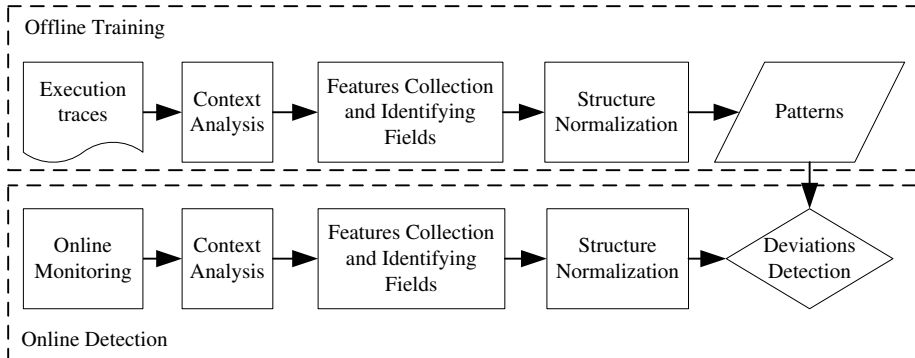 Offline Training
Execution
traces
Context
Analysis
Features Collection
and Identifying
Fields
Structure
Normalization
Patterns
Online
Monitoring
Context
Analysis
Features Collection
and Identifying
Fields
Structure
Normalization
Deviations
Detection
Online Detection